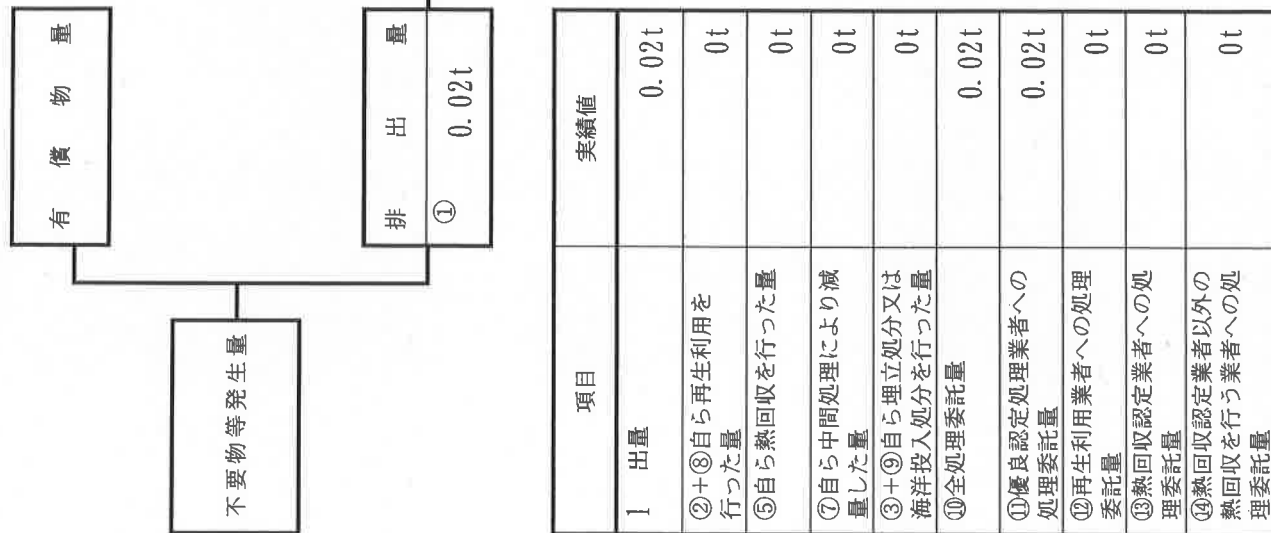 不要物等発生量
有償物量
排出量
① 0.02t
項目 実績値
1 出量 0.02t
②+⑧自ら再生利用を
行った量 0t
⑤自ら熱回収を行った量 0t
⑦自ら中間処理により減
量した量 0t
③+⑨自ら埋立処分又は
海洋投入処分を行った量 0t
⑩全処理委託量 0.02t
⑪優良認定処理業者への
処理委託量 0.02t
⑫再生利用業者への処理
委託量 0t
⑬熱回収認定業者への処
理委託量 0t
⑭熱回収認定業者以外の
熱回収を行う業者への処
理委託量 0t